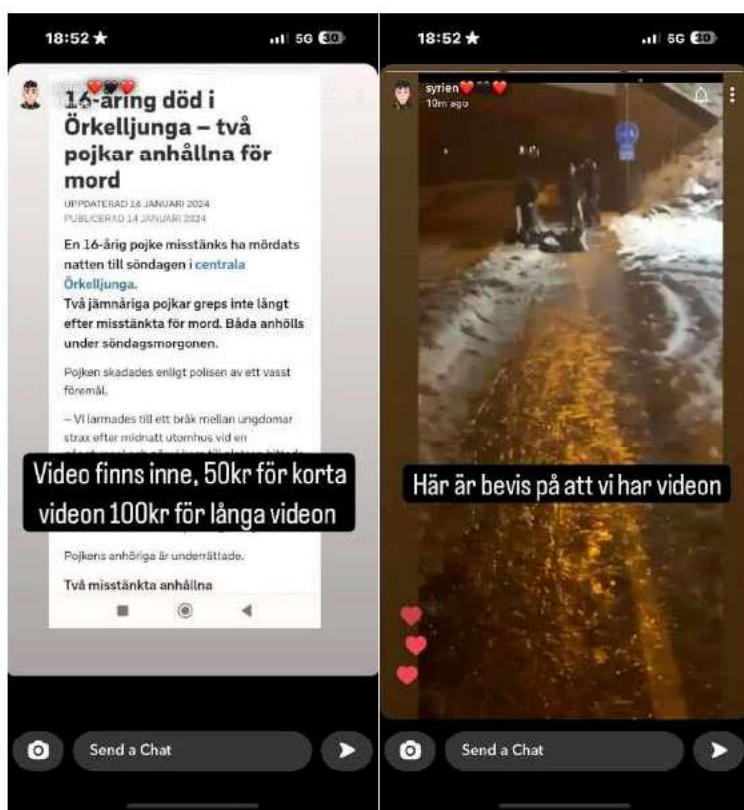 18:52
5G 30
16-åring död i
Örkelljunga – två
pojkar anhållna för
mord
UPPDATERAD 16 JANUARI 2024
PUBLICERAD 14 JANUARI 2024
En 16-årig pojke misstänks ha mördats
natten till söndagen i centrala
Örkelljunga.
Två jämnåriga pojkar greps inte långt
efter misstänkta för mord. Båda anhölls
under söndagsmorgonen.
Pojken skadades enligt polisen av ett vasst
föremål.
– Vi larmades till ett bråk mellan ungdomar
strax efter midnatt utomhus vid en
Video finns inne, 50kr för korta
videon 100kr för långa videon
Pojkens anhöriga är underrättade.
Två misstänkta anhållna
Send a Chat
18:52
5G 30
syrien
10m ago
Här är bevis på att vi har videon
Send a Chat